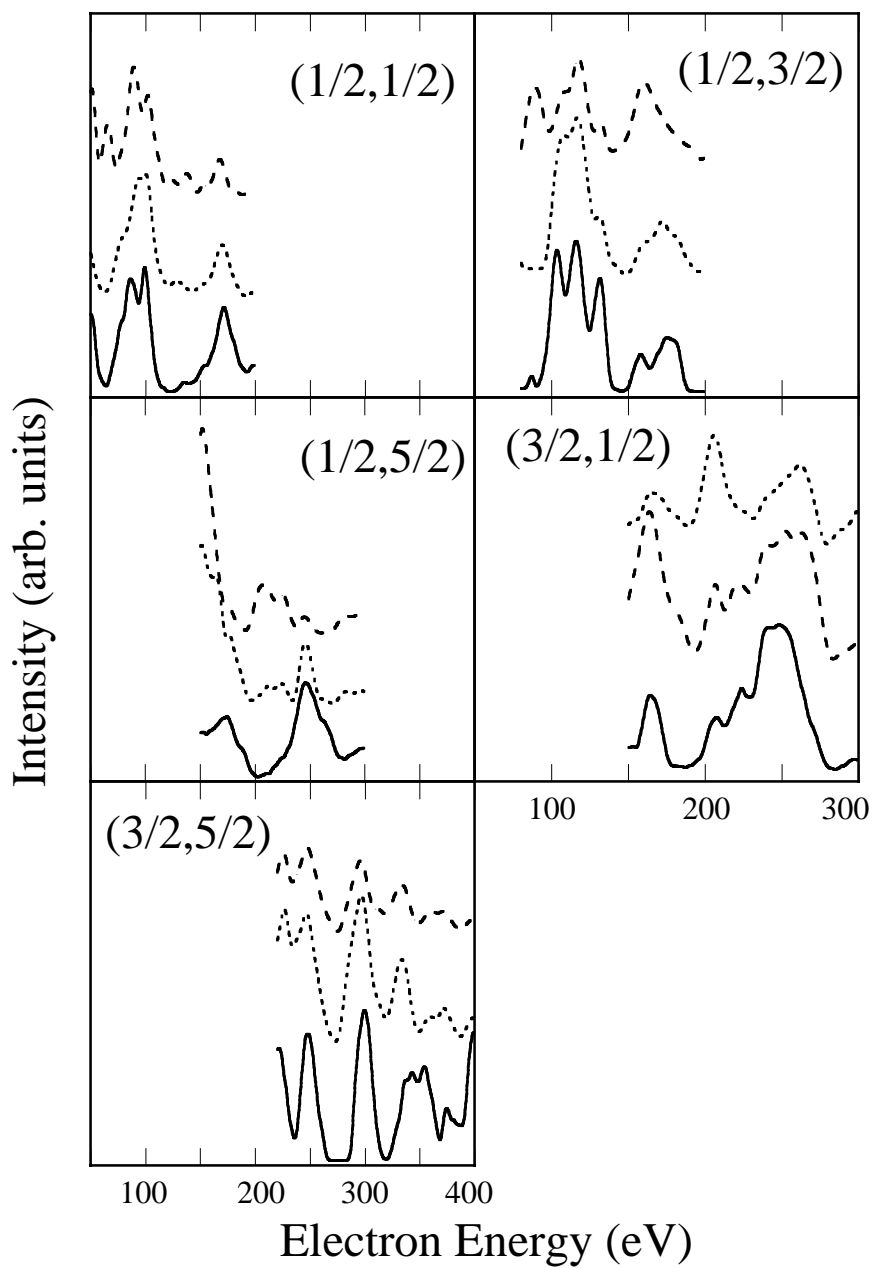 (1/2,1/2)
(1/2,3/2)
(1/2,5/2)
(3/2,1/2)
Intensity (arb. units)
100 200 300
(3/2,5/2)
100 200 300 400
Electron Energy (eV)